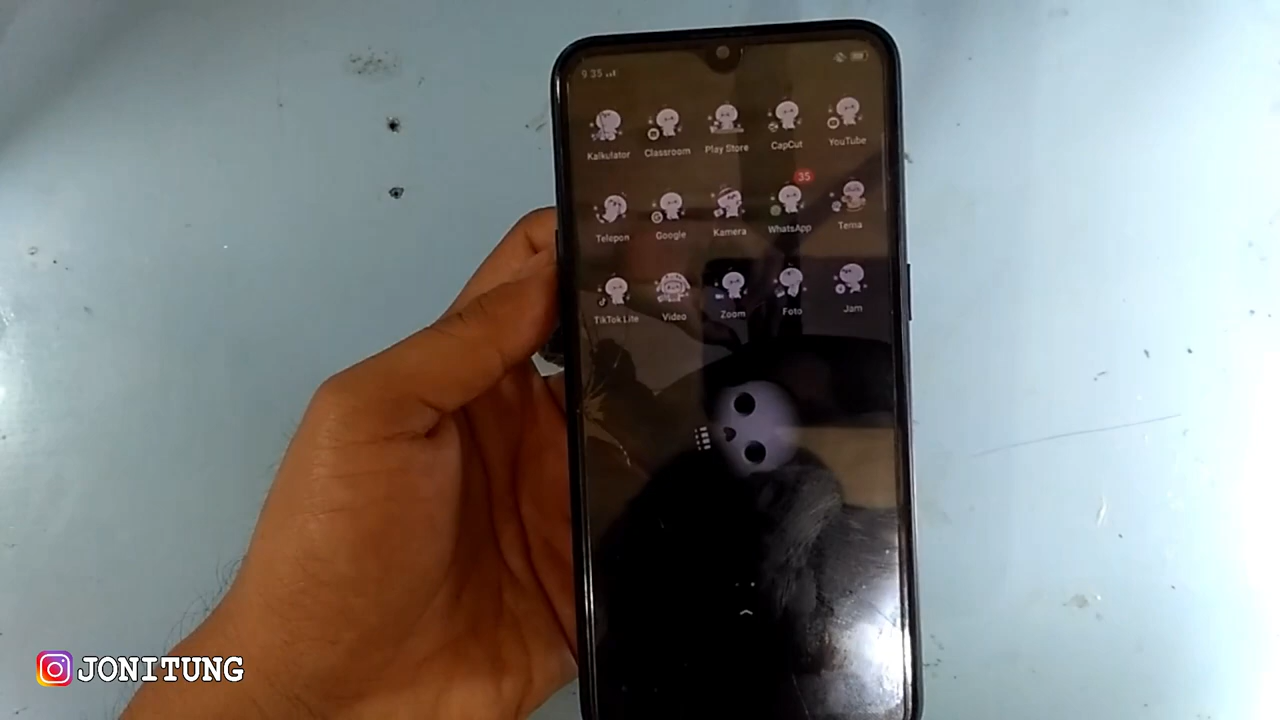 9 35
Kalkulator Classroom Play Store CapCut YouTube
35
Telepon Google Kamera WhatsApp Tema
TikTok Lite Video Zoom Foto Jam
JONITUNG